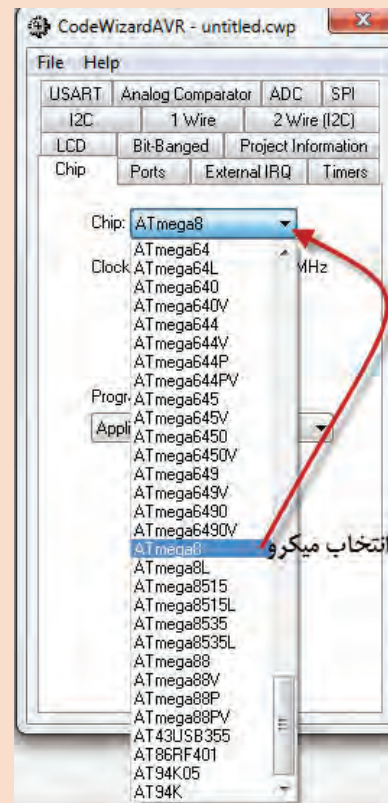 CodeWizardAVR - untitled.cwp
File Help
USART Analog Comparator ADC SPI
I2C 1 Wire 2 Wire (I2C)
LCD Bit-Banged Project Information
Chip Ports External IRQ Timers
Chip: ATmega8
ATmega64
Clock ATmega64L MHz
ATmega640
ATmega640V
ATmega644
ATmega644V
ATmega644P
ATmega644PV
Progr ATmega645
ATmega645V
Appli ATmega6450
ATmega6450V
ATmega649
ATmega649V
ATmega6490
ATmega6490V
ATmega8 انتخاب میکرو
ATmega8L
ATmega8515
ATmega8515L
ATmega8535
ATmega8535L
ATmega88
ATmega88V
ATmega88P
ATmega88PV
AT43USB355
AT86RF401
AT94K05
AT94K